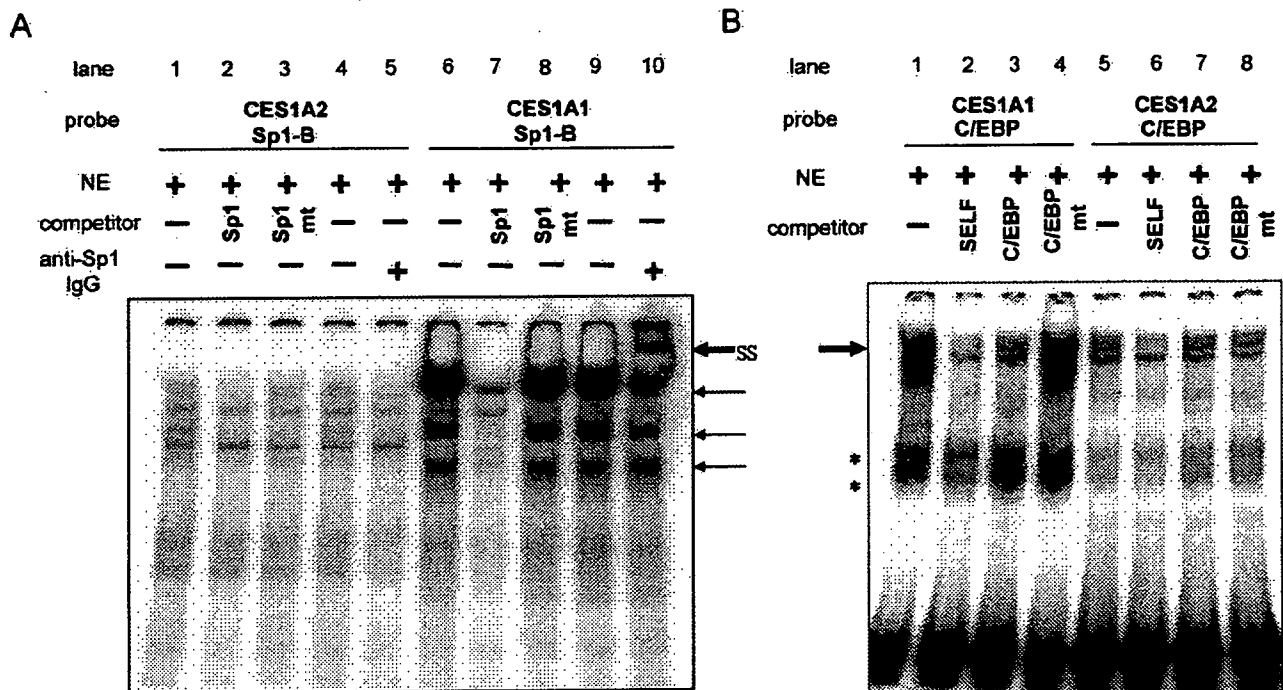 A
lane 1 2 3 4 5 6 7 8 9 10
probe CES1A2 Sp1-B CES1A1 Sp1-B
NE + + + + + + + + + +
competitor – Sp1 Sp1 mt – – – Sp1 Sp1 mt – –
anti-Sp1 IgG – – – – + – – – – +
SS
B
lane 1 2 3 4 5 6 7 8
probe CES1A1 C/EBP CES1A2 C/EBP
NE + + + + + + + +
competitor – SELF C/EBP C/EBP mt – SELF C/EBP C/EBP mt
*
*